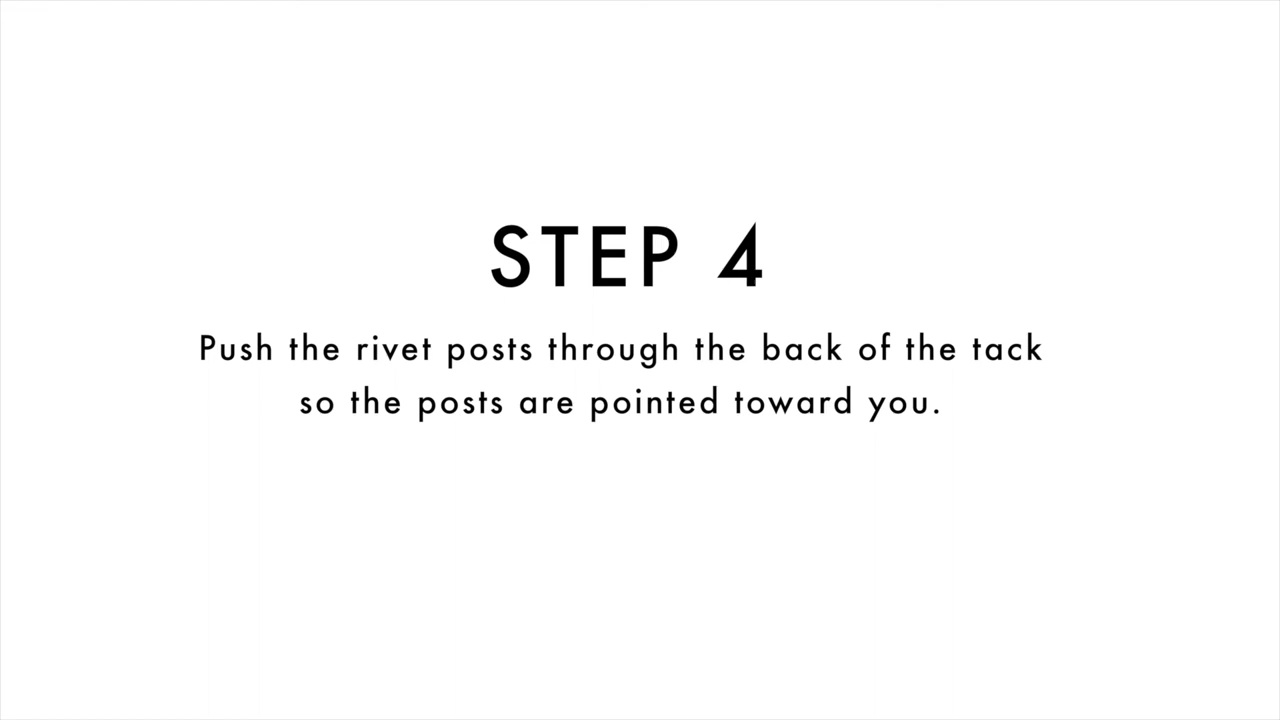 STEP 4
Push the rivet posts through the back of the tack
so the posts are pointed toward you.